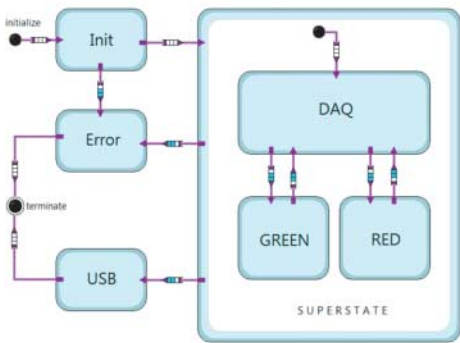 initialize
Init
DAQ
Error
terminate
GREEN
RED
USB
SUPERSTATE